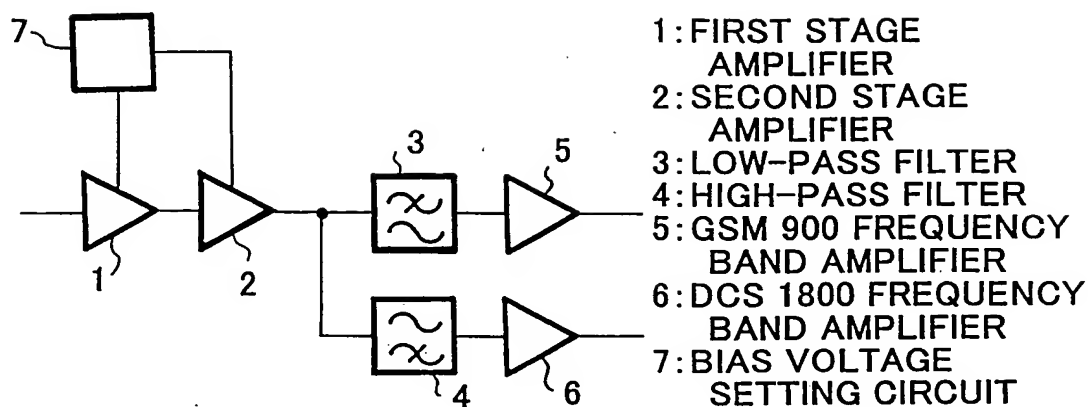 7
1
2
3
4
5
6
1:FIRST STAGE
AMPLIFIER
2:SECOND STAGE
AMPLIFIER
3:LOW-PASS FILTER
4:HIGH-PASS FILTER
5:GSM 900 FREQUENCY
BAND AMPLIFIER
6:DCS 1800 FREQUENCY
BAND AMPLIFIER
7:BIAS VOLTAGE
SETTING CIRCUIT